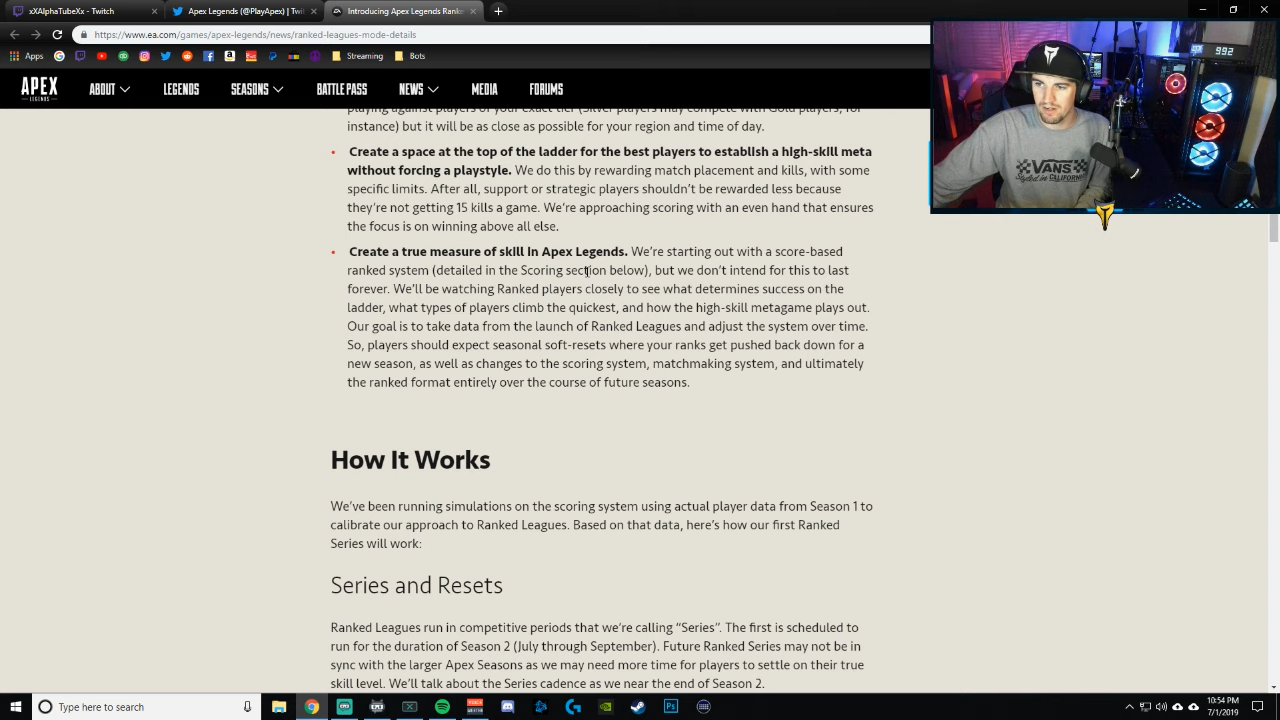 xXAlphaTubeXx - Twitch
Apex Legends (@PlayApex) | Twit
Introducing Apex Legends Ranked
https://www.ea.com/games/apex-legends/news/ranked-leagues-mode-details
Apps
Streaming
Bots
APEX
LEGENDS
ABOUT
LEGENDS
SEASONS
BATTLE PASS
NEWS
MEDIA
FORUMS
playing against players of your exact tier (Silver players may compete with Gold players, for
instance) but it will be as close as possible for your region and time of day.
• Create a space at the top of the ladder for the best players to establish a high-skill meta
without forcing a playstyle. We do this by rewarding match placement and kills, with some
specific limits. After all, support or strategic players shouldn't be rewarded less because
they're not getting 15 kills a game. We're approaching scoring with an even hand that ensures
the focus is on winning above all else.
• Create a true measure of skill in Apex Legends. We're starting out with a score-based
ranked system (detailed in the Scoring section below), but we don't intend for this to last
forever. We'll be watching Ranked players closely to see what determines success on the
ladder, what types of players climb the quickest, and how the high-skill metagame plays out.
Our goal is to take data from the launch of Ranked Leagues and adjust the system over time.
So, players should expect seasonal soft-resets where your ranks get pushed back down for a
new season, as well as changes to the scoring system, matchmaking system, and ultimately
the ranked format entirely over the course of future seasons.
How It Works
We've been running simulations on the scoring system using actual player data from Season 1 to
calibrate our approach to Ranked Leagues. Based on that data, here's how our first Ranked
Series will work:
Series and Resets
Ranked Leagues run in competitive periods that we're calling "Series". The first is scheduled to
run for the duration of Season 2 (July through September). Future Ranked Series may not be in
sync with the larger Apex Seasons as we may need more time for players to settle on their true
skill level. We'll talk about the Series cadence as we near the end of Season 2.
992
VANS
Type here to search
10:54 PM
7/1/2019